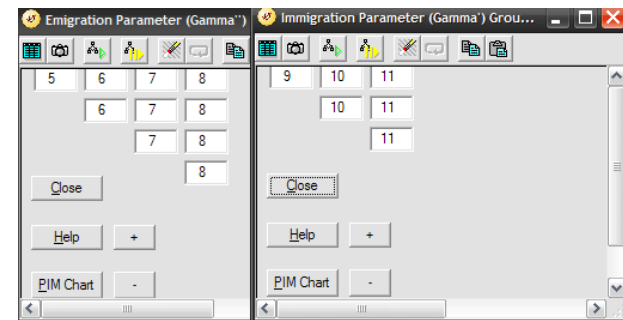 Emigration Parameter (Gamma'')
5 6 7 8
6 7 8
7 8
8
Close
Help +
PIM Chart -
Immigration Parameter (Gamma') Grou...
9 10 11
10 11
11
Close
Help +
PIM Chart -